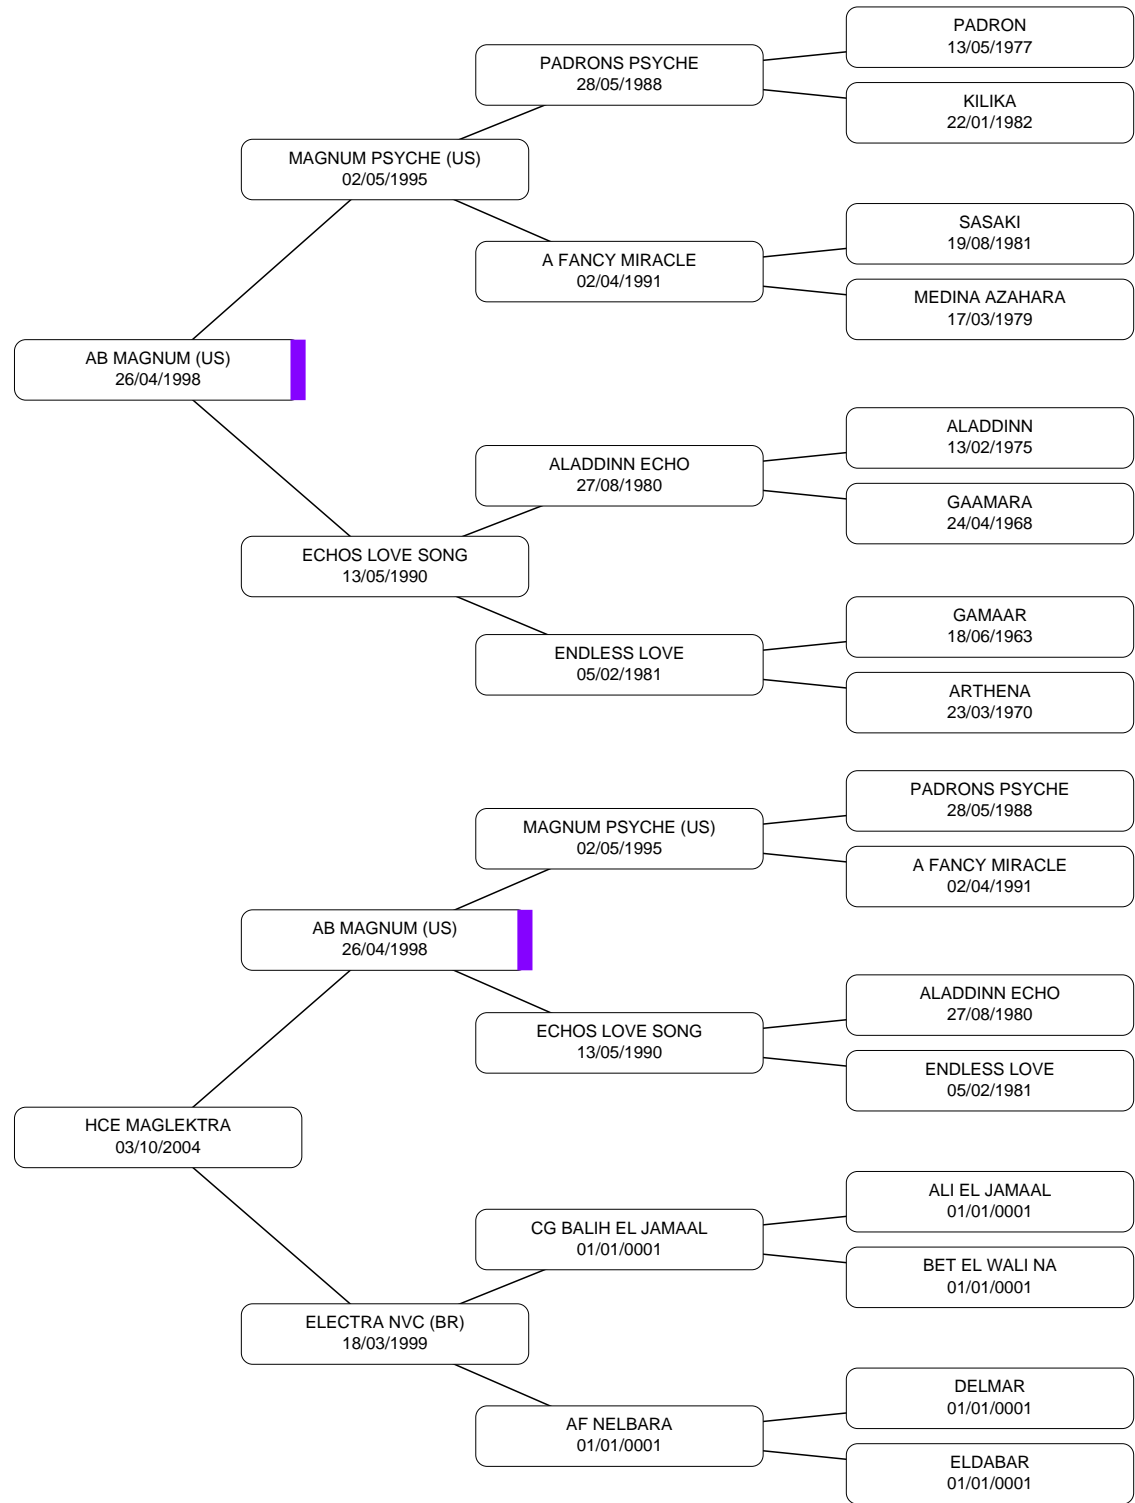 PADRON
13/05/1977
PADRONS PSYCHE
28/05/1988
KILIKA
22/01/1982
MAGNUM PSYCHE (US)
02/05/1995
SASAKI
19/08/1981
A FANCY MIRACLE
02/04/1991
MEDINA AZAHARA
17/03/1979
AB MAGNUM (US)
26/04/1998
ALADDINN
13/02/1975
ALADDINN ECHO
27/08/1980
GAAMARA
24/04/1968
ECHOS LOVE SONG
13/05/1990
GAMAAR
18/06/1963
ENDLESS LOVE
05/02/1981
ARTHENA
23/03/1970
PADRONS PSYCHE
28/05/1988
MAGNUM PSYCHE (US)
02/05/1995
A FANCY MIRACLE
02/04/1991
AB MAGNUM (US)
26/04/1998
ALADDINN ECHO
27/08/1980
ECHOS LOVE SONG
13/05/1990
ENDLESS LOVE
05/02/1981
HCE MAGLEKTRA
03/10/2004
ALI EL JAMAAL
01/01/0001
CG BALIH EL JAMAAL
01/01/0001
BET EL WALI NA
01/01/0001
ELECTRA NVC (BR)
18/03/1999
DELMAR
01/01/0001
AF NELBARA
01/01/0001
ELDABAR
01/01/0001